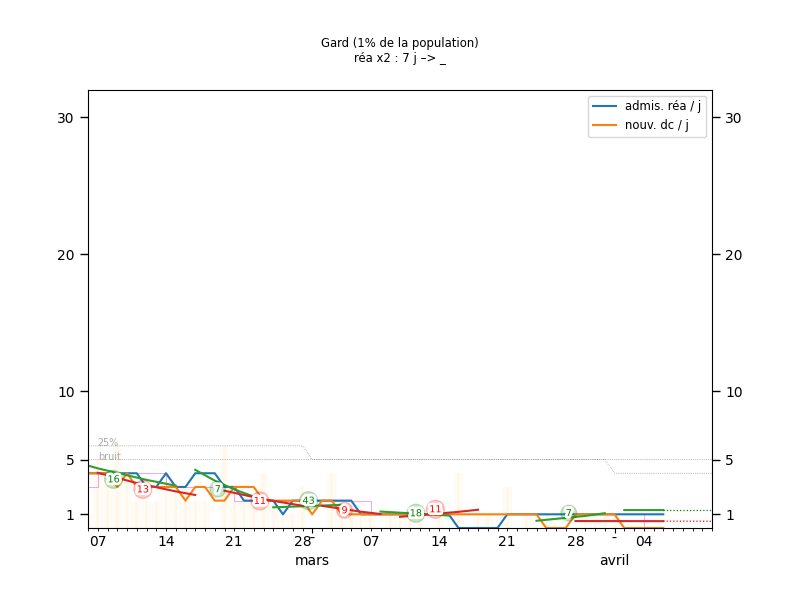 Gard (1% de la population)
réa x2 : 7 j –> _
admis. réa / j
nouv. dc / j
30 30
20 20
10 10
5 5
1 1
25%
bruit
16 13 7 11 43 9 18 11 7
07 14 21 28 07 14 21 28 04
mars avril